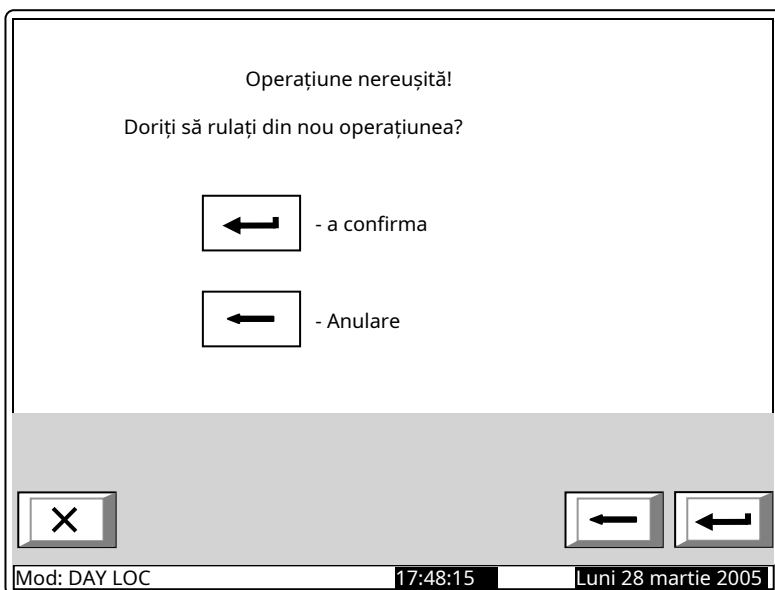 Operațiune nereușită!
Doriți să rulați din nou operațiunea?
- a confirma
- Anulare
Mod: DAY LOC 17:48:15 Luni 28 martie 2005